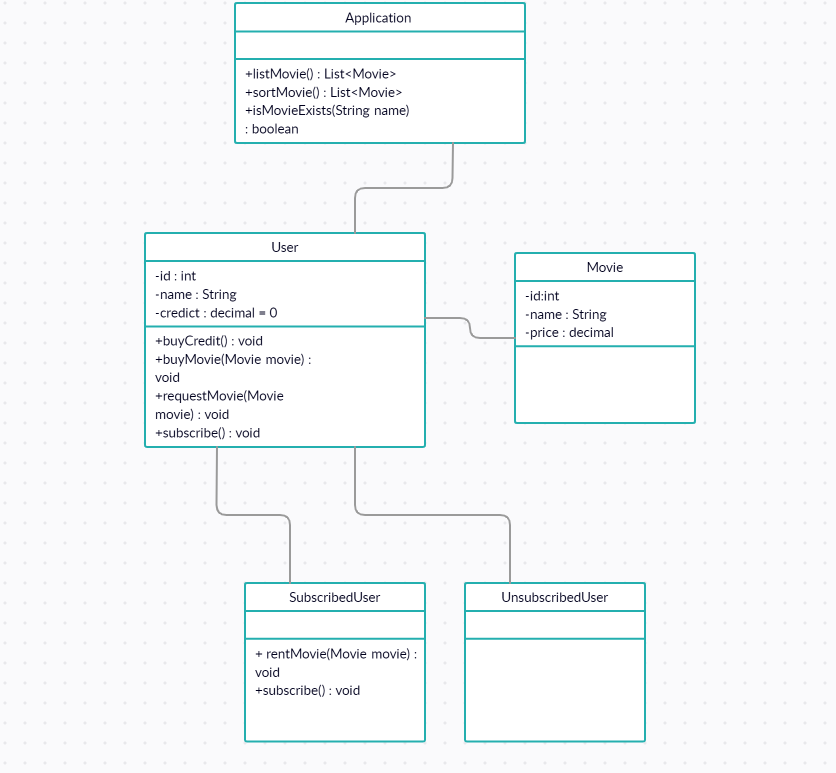 Application
+listMovie() : List<Movie>
+sortMovie() : List<Movie>
+isMovieExists(String name)
: boolean
User
-id : int
-name : String
-credict : decimal = 0
+buyCredit() : void
+buyMovie(Movie movie) :
void
+requestMovie(Movie
movie) : void
+subscribe() : void
Movie
-id:int
-name : String
-price : decimal
SubscribedUser
+ rentMovie(Movie movie) :
void
+subscribe() : void
UnsubscribedUser